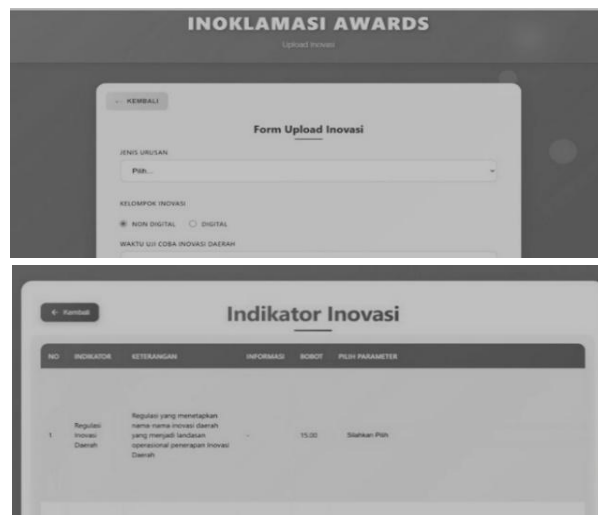 INOKLAMASI AWARDS
Upload Inovasi
← KEMBALI
Form Upload Inovasi
JENIS URUSAN
Pilih...
KELOMPOK INOVASI
NON DIGITAL DIGITAL
WAKTU UJI COBA INOVASI DAERAH
← Kembali
Indikator Inovasi
NO INDIKATOR KETERANGAN INFORMASI BOBOT PILIH PARAMETER
1 Regulasi Inovasi Daerah
Regulasi yang menetapkan
nama-nama inovasi daerah
yang menjadi landasan
operasional penerapan Inovasi
Daerah
-
15.00
Silahkan Pilih